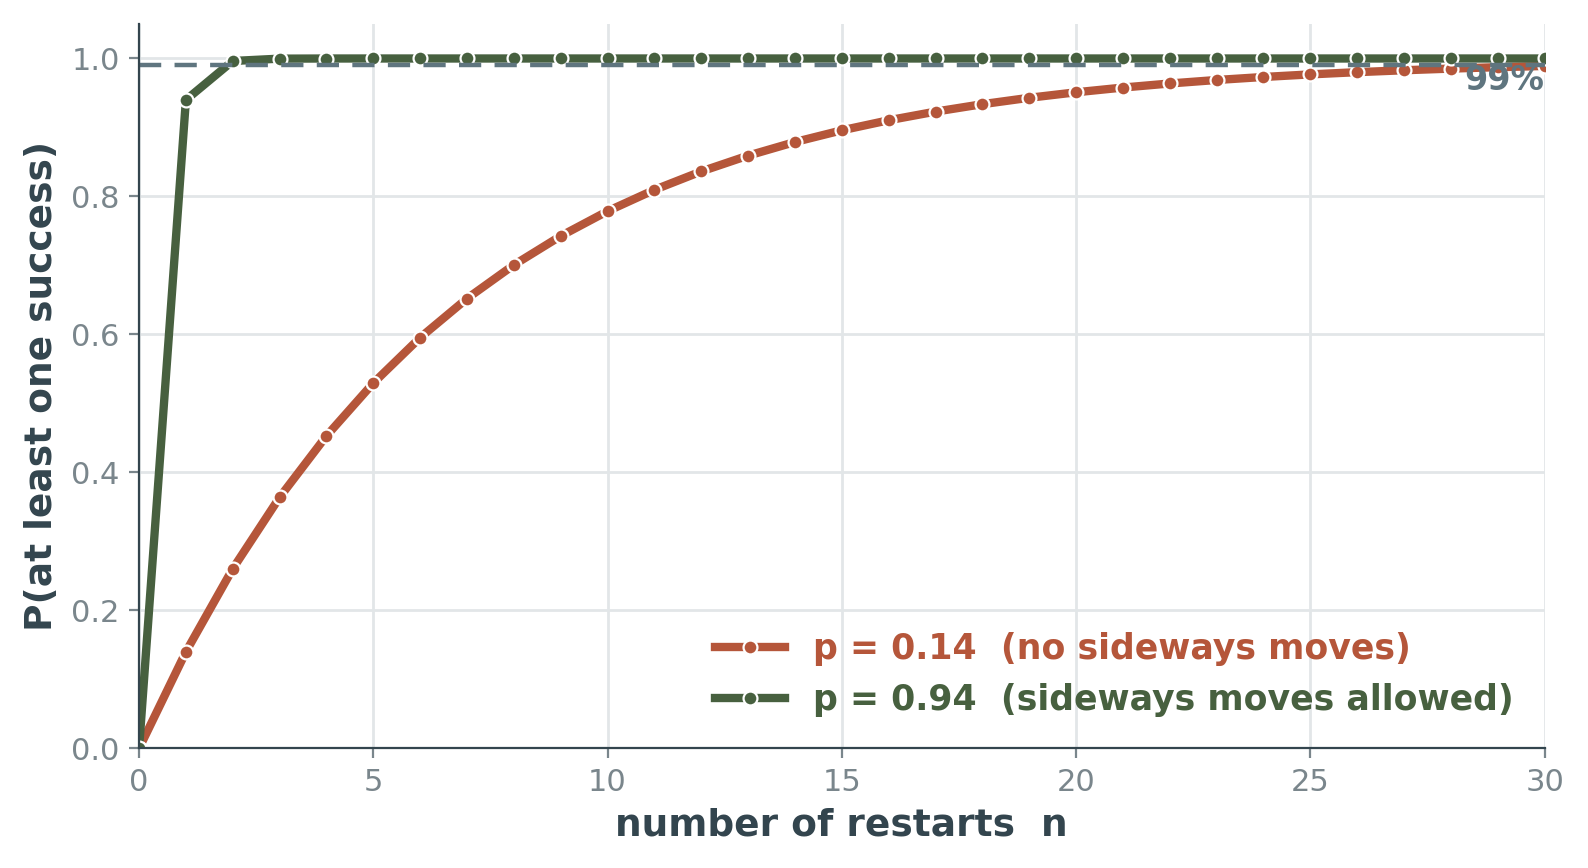 1.0
0.8
0.6
0.4
0.2
0.0
P(at least one success)
99%
p = 0.14 (no sideways moves)
p = 0.94 (sideways moves allowed)
0 5 10 15 20 25 30
number of restarts n